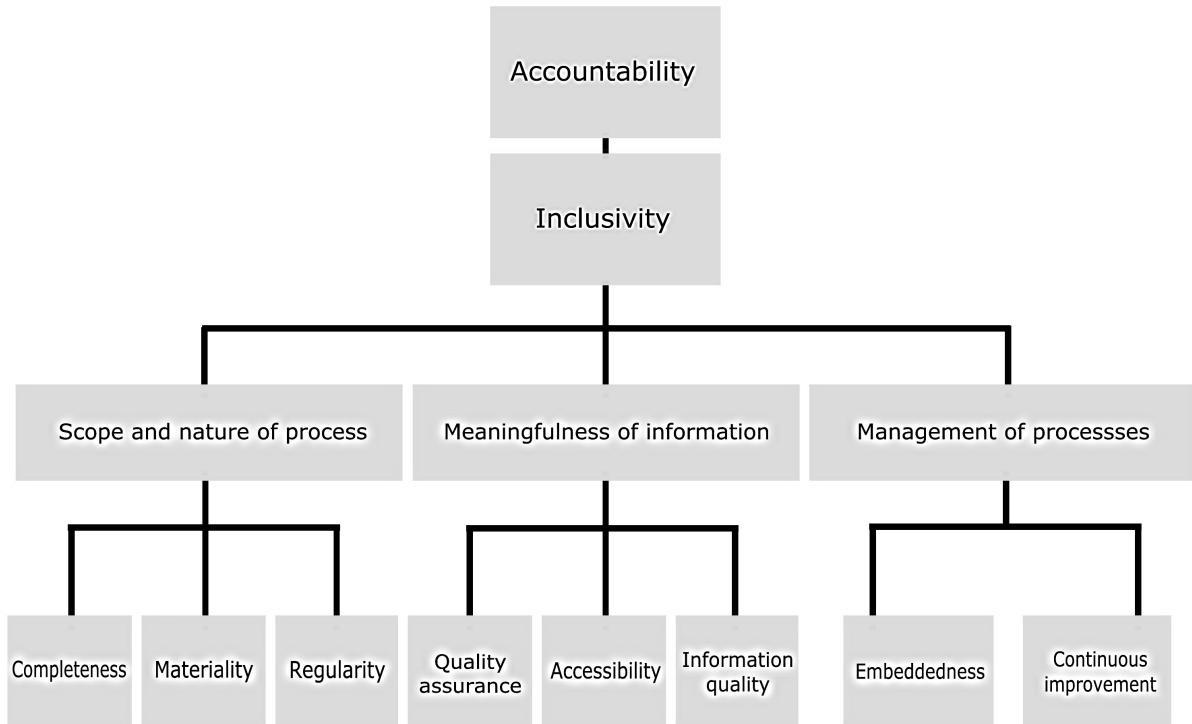 Accountability
Inclusivity
Scope and nature of process
Meaningfulness of information
Management of processses
Completeness
Materiality
Regularity
Quality
assurance
Accessibility
Information
quality
Embeddedness
Continuous
improvement